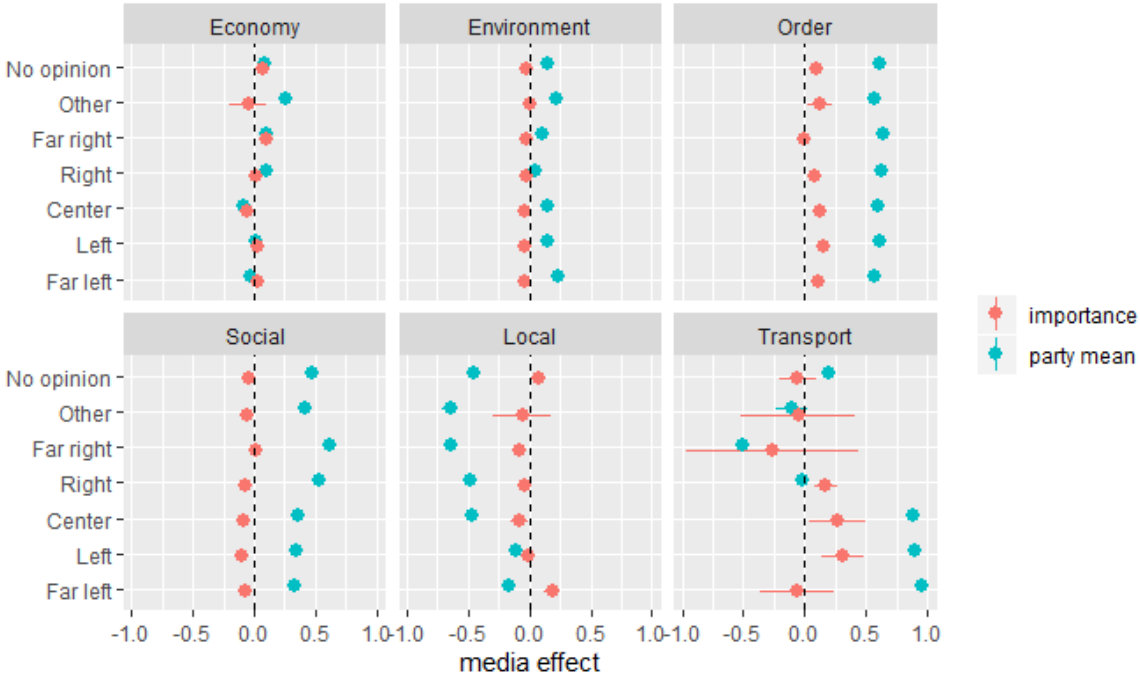 Economy Environment Order
No opinion
Other
Far right
Right
Center
Left
Far left
Social Local Transport
No opinion
Other
Far right
Right
Center
Left
Far left
-1.0 -0.5 0.0 0.5 1.0 -1.0 -0.5 0.0 0.5 1.0 -1.0 -0.5 0.0 0.5 1.0
media effect
importance
party mean